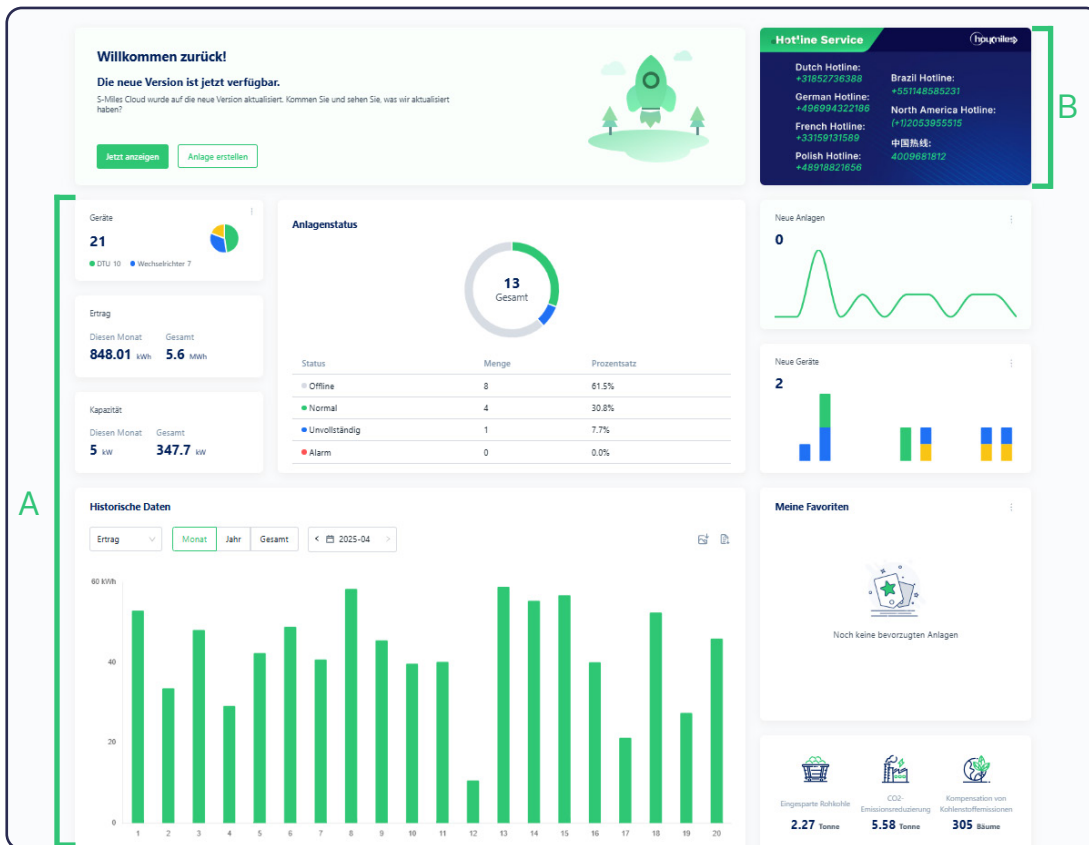 Willkommen zurück!
Die neue Version ist jetzt verfügbar.
S-Miles Cloud wurde auf die neue Version aktualisiert. Kommen Sie und sehen Sie, was wir aktualisiert
haben?
Jetzt anzeigen
Anlage erstellen
Hotline Service
hoymiles
Dutch Hotline:
+31852736388
German Hotline:
+496994322186
French Hotline:
+33159131589
Polish Hotline:
+48918821656
Brazil Hotline:
+551148585231
North America Hotline:
(+1)2053955515
中国热线:
4009681812
B
A
Geräte
21
DTU 10 Wechselrichter 7
Ertrag
Diesen Monat Gesamt
848.01 kWh 5.6 MWh
Kapazität
Diesen Monat Gesamt
5 kW 347.7 kW
Anlagenstatus
13
Gesamt
Status Menge Prozentsatz
Offline 8 61.5%
Normal 4 30.8%
Unvollständig 1 7.7%
Alarm 0 0.0%
Neue Anlagen
0
Neue Geräte
2
Historische Daten
Ertrag Monat Jahr Gesamt < 2025-04 >
60 kWh
40
20
0
1 2 3 4 5 6 7 8 9 10 11 12 13 14 15 16 17 18 19 20
Meine Favoriten
Noch keine bevorzugten Anlagen
Eingesparte Rohkohle
2.27 Tonne
CO2-
Emissionsreduzierung
5.58 Tonne
Kompensation von
Kohlenstoffemissionen
305 Bäume